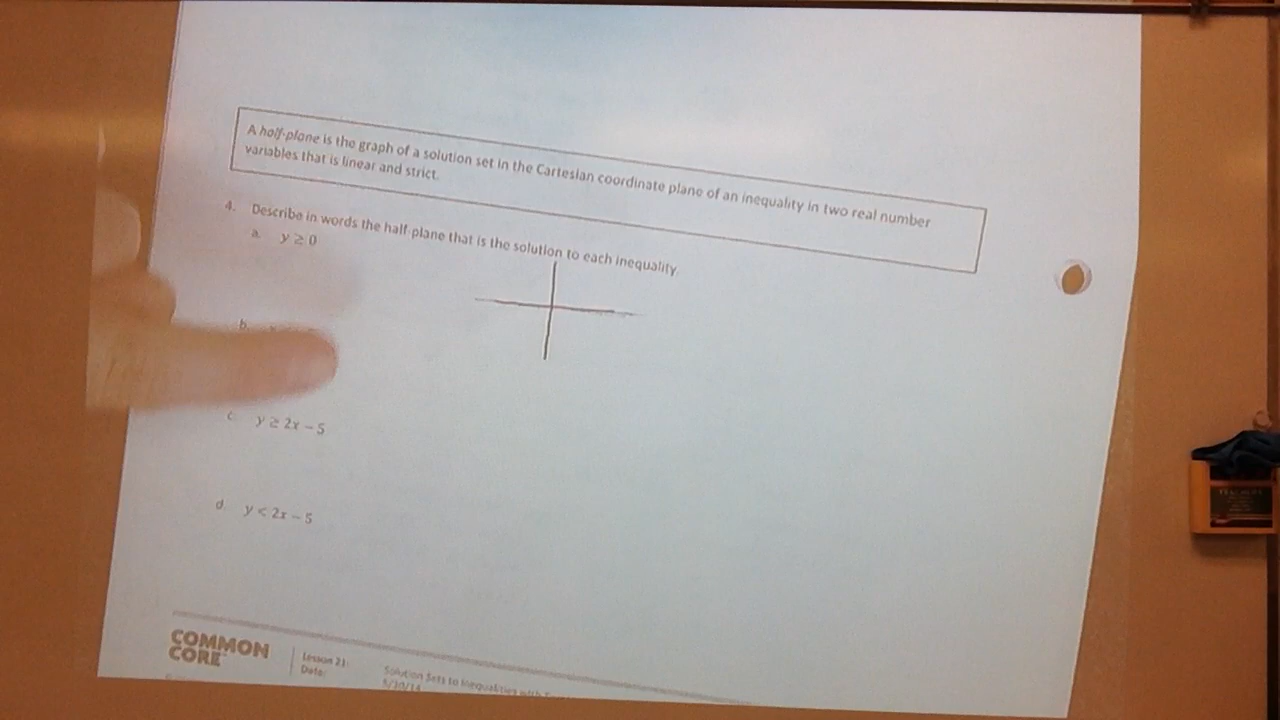 A half-plane is the graph of a solution set in the Cartesian coordinate plane of an inequality in two real number
variables that is linear and strict.
4. Describe in words the half-plane that is the solution to each inequality.
a. y ≥ 0
b.
c. y ≥ 2x − 5
d. y < 2x − 5
COMMON
CORE
Lesson 21:
Date:
Solution Sets to Inequalities with